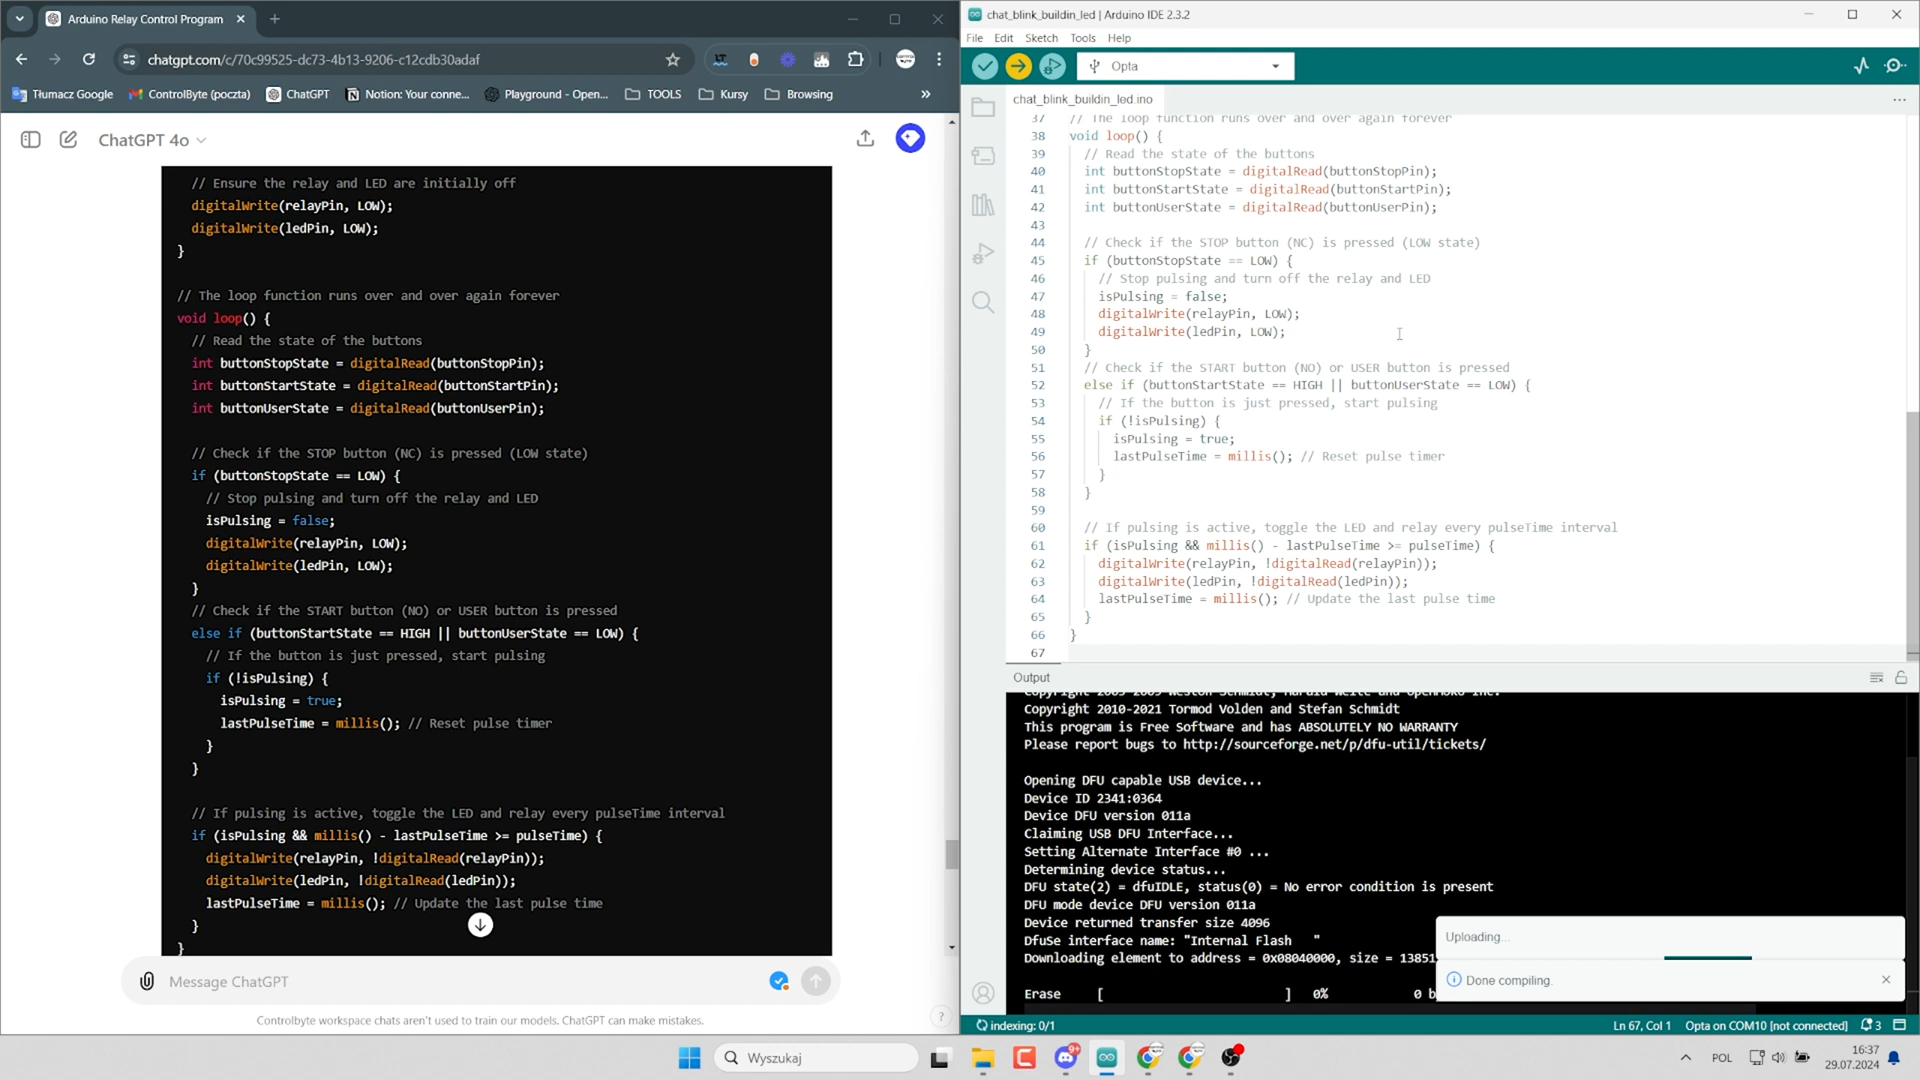 Arduino Relay Control Program
chatgpt.com/c/70c99525-dc73-4b13-9206-c12cdb30adaf
Tłumacz Google
ControlByte (poczta)
ChatGPT
Notion: Your conne...
Playground - Open...
TOOLS
Kursy
Browsing
»
ChatGPT 4o
// Ensure the relay and LED are initially off
digitalWrite(relayPin, LOW);
digitalWrite(ledPin, LOW);
}
// The loop function runs over and over again forever
void loop() {
// Read the state of the buttons
int buttonStopState = digitalRead(buttonStopPin);
int buttonStartState = digitalRead(buttonStartPin);
int buttonUserState = digitalRead(buttonUserPin);
// Check if the STOP button (NC) is pressed (LOW state)
if (buttonStopState == LOW) {
// Stop pulsing and turn off the relay and LED
isPulsing = false;
digitalWrite(relayPin, LOW);
digitalWrite(ledPin, LOW);
}
// Check if the START button (NO) or USER button is pressed
else if (buttonStartState == HIGH || buttonUserState == LOW) {
// If the button is just pressed, start pulsing
if (!isPulsing) {
isPulsing = true;
lastPulseTime = millis(); // Reset pulse timer
}
}
// If pulsing is active, toggle the LED and relay every pulseTime interval
if (isPulsing && millis() - lastPulseTime >= pulseTime) {
digitalWrite(relayPin, !digitalRead(relayPin));
digitalWrite(ledPin, !digitalRead(ledPin));
lastPulseTime = millis(); // Update the last pulse time
}
}
Message ChatGPT
Controlbyte workspace chats aren't used to train our models. ChatGPT can make mistakes.
?
chat_blink_buildin_led | Arduino IDE 2.3.2
File Edit Sketch Tools Help
Opta
chat_blink_buildin_led.ino
37 // The loop function runs over and over again forever
38 void loop() {
39 // Read the state of the buttons
40 int buttonStopState = digitalRead(buttonStopPin);
41 int buttonStartState = digitalRead(buttonStartPin);
42 int buttonUserState = digitalRead(buttonUserPin);
43
44 // Check if the STOP button (NC) is pressed (LOW state)
45 if (buttonStopState == LOW) {
46 // Stop pulsing and turn off the relay and LED
47 isPulsing = false;
48 digitalWrite(relayPin, LOW);
49 digitalWrite(ledPin, LOW);
50 }
51 // Check if the START button (NO) or USER button is pressed
52 else if (buttonStartState == HIGH || buttonUserState == LOW) {
53 // If the button is just pressed, start pulsing
54 if (!isPulsing) {
55 isPulsing = true;
56 lastPulseTime = millis(); // Reset pulse timer
57 }
58 }
59
60 // If pulsing is active, toggle the LED and relay every pulseTime interval
61 if (isPulsing && millis() - lastPulseTime >= pulseTime) {
62 digitalWrite(relayPin, !digitalRead(relayPin));
63 digitalWrite(ledPin, !digitalRead(ledPin));
64 lastPulseTime = millis(); // Update the last pulse time
65 }
66 }
67
Output
Copyright 2005-2009 Weston Schmidt, Harald Welte and OpenMoko Inc.
Copyright 2010-2021 Tormod Volden and Stefan Schmidt
This program is Free Software and has ABSOLUTELY NO WARRANTY
Please report bugs to http://sourceforge.net/p/dfu-util/tickets/
Opening DFU capable USB device...
Device ID 2341:0364
Device DFU version 011a
Claiming USB DFU Interface...
Setting Alternate Interface #0 ...
Determining device status...
DFU state(2) = dfuIDLE, status(0) = No error condition is present
DFU mode device DFU version 011a
Device returned transfer size 4096
DfuSe interface name: "Internal Flash "
Downloading element to address = 0x08040000, size = 13851
Erase [ ] 0% 0 b
Uploading...
Done compiling.
indexing: 0/1
Ln 67, Col 1
Opta on COM10 [not connected]
3
Wyszukaj
9+
POL
16:37
29.07.2024